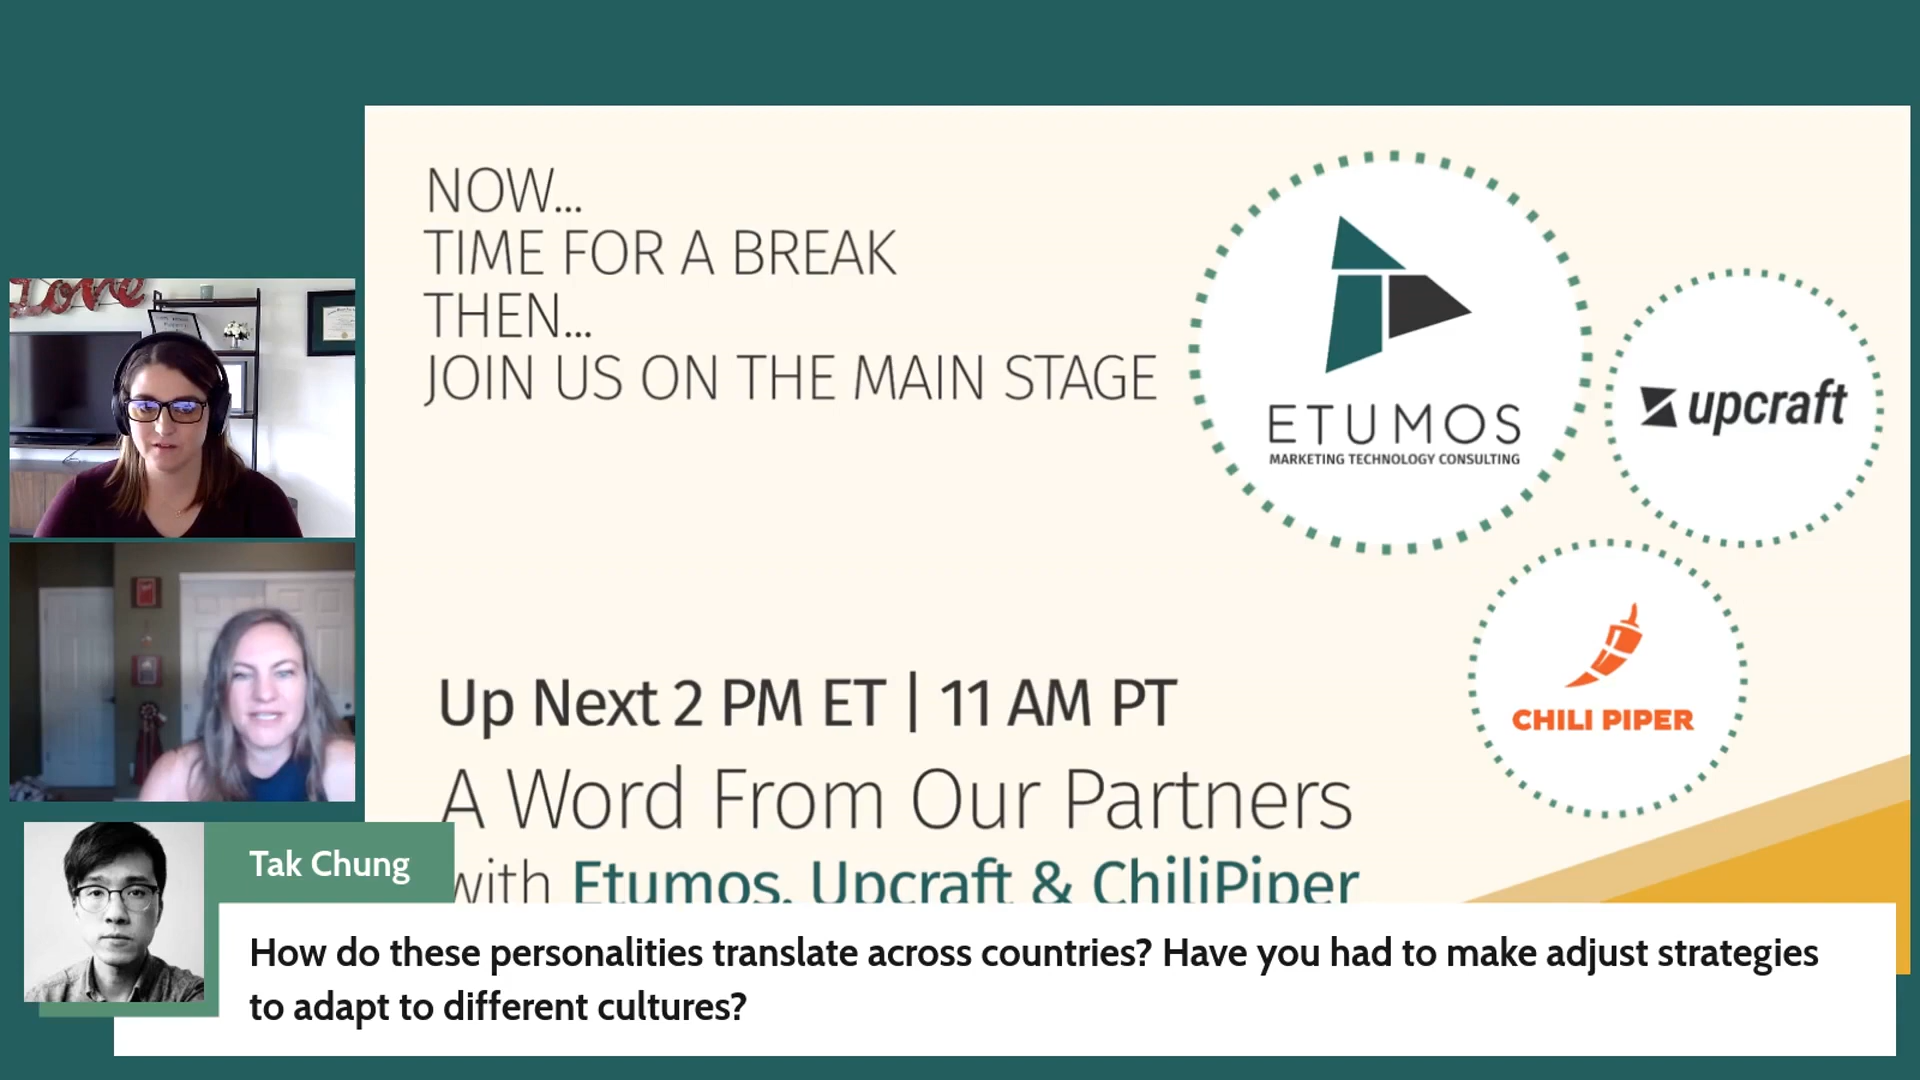 Love
NOW...
TIME FOR A BREAK
THEN...
JOIN US ON THE MAIN STAGE
ETUMOS
MARKETING TECHNOLOGY CONSULTING
upcraft
CHILI PIPER
Up Next 2 PM ET | 11 AM PT
A Word From Our Partners
with Etumos, Upcraft & ChiliPiper
Tak Chung
How do these personalities translate across countries? Have you had to make adjust strategies
to adapt to different cultures?